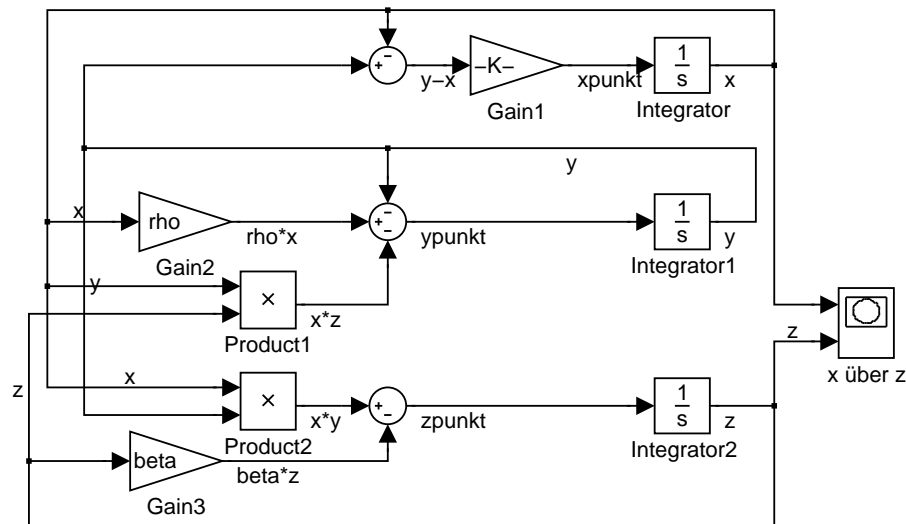 y−x
−K−
Gain1
xpunkt
1
s
Integrator
x
y
x
rho
Gain2
rho*x
ypunkt
1
s
Integrator1
y
y
×
Product1
x*z
z
x
×
Product2
x*y
zpunkt
1
s
Integrator2
z
z
x über z
beta
Gain3
beta*z